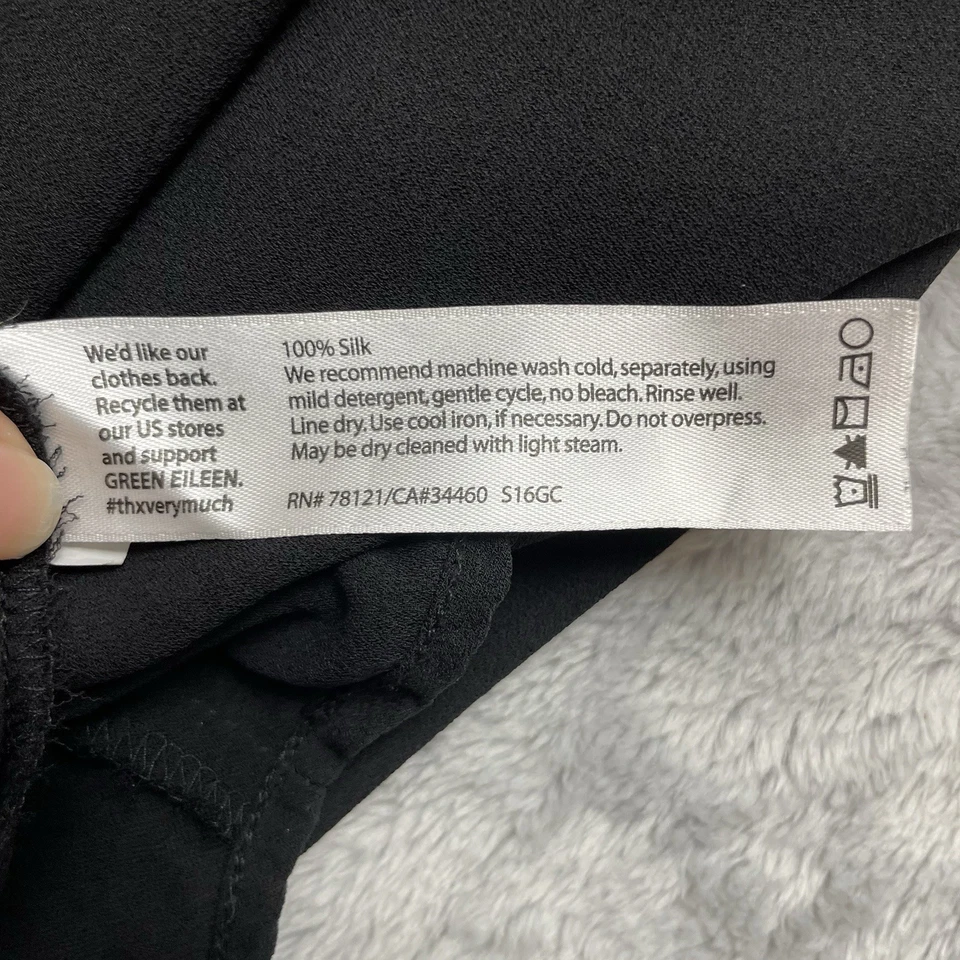 We'd like our
clothes back.
Recycle them at
our US stores
and support
GREEN EILEEN.
#thxverymuch
100% Silk
We recommend machine wash cold, separately, using
mild detergent, gentle cycle, no bleach. Rinse well.
Line dry. Use cool iron, if necessary. Do not overpress.
May be dry cleaned with light steam.
RN# 78121/CA#34460 S16GC